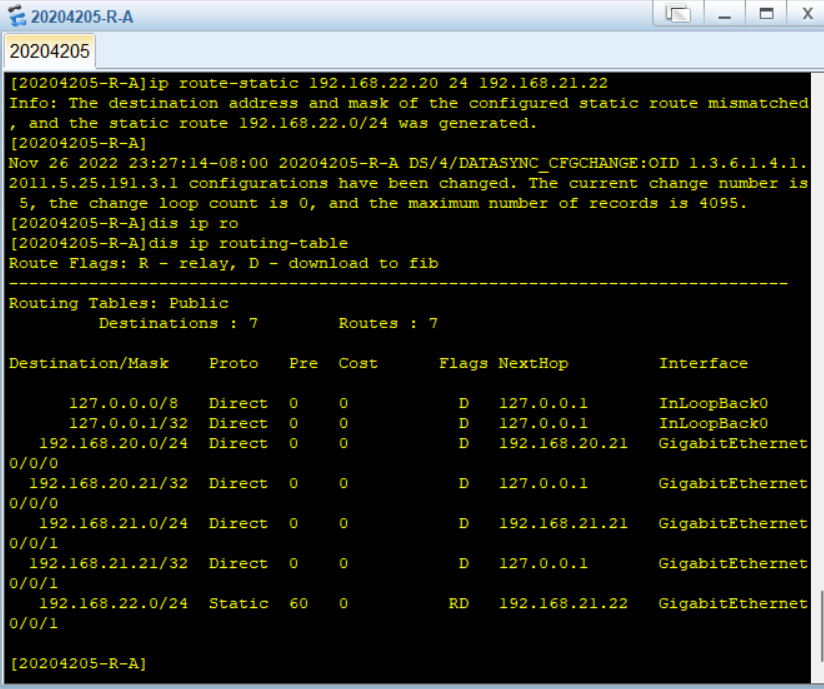 20204205-R-A
20204205
[20204205-R-A]ip route-static 192.168.22.20 24 192.168.21.22
Info: The destination address and mask of the configured static route mismatched
, and the static route 192.168.22.0/24 was generated.
[20204205-R-A]
Nov 26 2022 23:27:14-08:00 20204205-R-A DS/4/DATASYNC_CFGCHANGE:OID 1.3.6.1.4.1.
2011.5.25.191.3.1 configurations have been changed. The current change number is
 5, the change loop count is 0, and the maximum number of records is 4095.
[20204205-R-A]dis ip ro
[20204205-R-A]dis ip routing-table
Route Flags: R - relay, D - download to fib
------------------------------------------------------------------------------
Routing Tables: Public
         Destinations : 7        Routes : 7
Destination/Mask    Proto   Pre  Cost      Flags NextHop         Interface
      127.0.0.0/8   Direct  0    0           D   127.0.0.1       InLoopBack0
      127.0.0.1/32  Direct  0    0           D   127.0.0.1       InLoopBack0
   192.168.20.0/24  Direct  0    0           D   192.168.20.21   GigabitEthernet
0/0/0
  192.168.20.21/32  Direct  0    0           D   127.0.0.1       GigabitEthernet
0/0/0
   192.168.21.0/24  Direct  0    0           D   192.168.21.21   GigabitEthernet
0/0/1
  192.168.21.21/32  Direct  0    0           D   127.0.0.1       GigabitEthernet
0/0/1
   192.168.22.0/24  Static  60   0          RD   192.168.21.22   GigabitEthernet
0/0/1
[20204205-R-A]